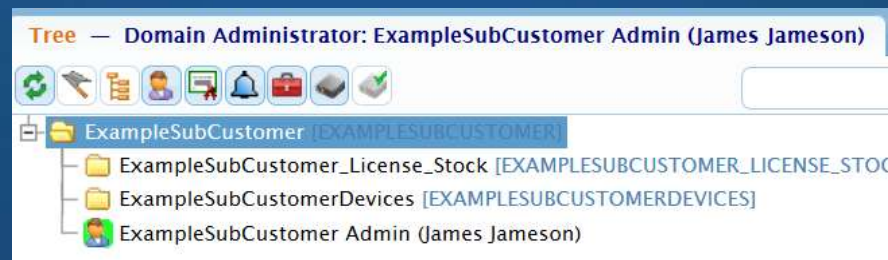 Tree — Domain Administrator: ExampleSubCustomer Admin (James Jameson)
ExampleSubCustomer [EXAMPLESUBCUSTOMER]
ExampleSubCustomer_License_Stock [EXAMPLESUBCUSTOMER_LICENSE_STOC
ExampleSubCustomerDevices [EXAMPLESUBCUSTOMERDEVICES]
ExampleSubCustomer Admin (James Jameson)